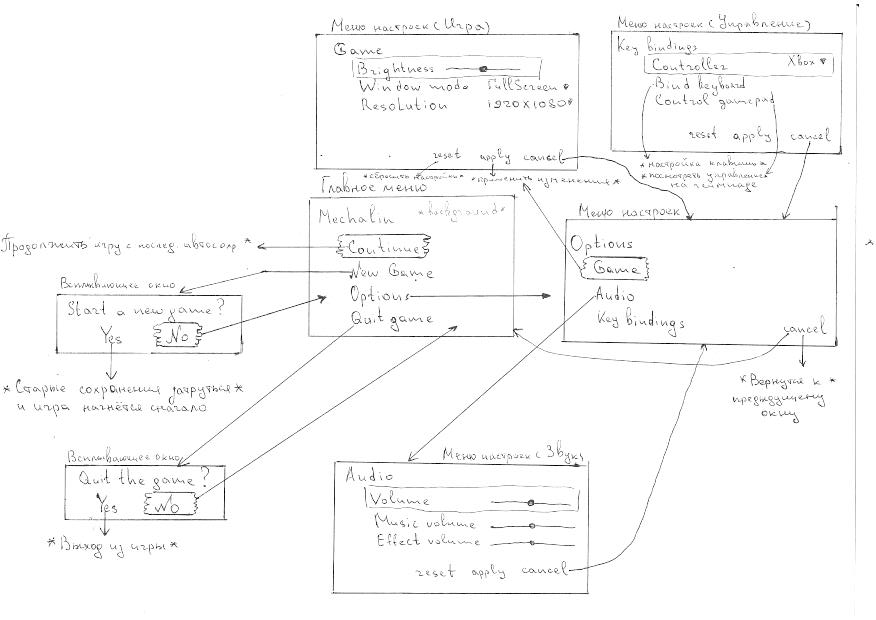 Меню настроек (Игра)
Game
Brightness
Window mode FullScreen
Resolution 1920x1080
reset apply cancel
*сбросить настройки* *применить изменения*
Меню настроек (Управление)
Key bindings
Controller Xbox
Bind keyboard
Control gamepad
reset apply cancel
*настройка клавиш*
*посмотреть управление
на геймпаде
Главное меню
Mechalin *background*
Continue
New Game
Options
Quit game
Продолжить игру с послед. автосохр *
Всплывающее окно
Start a new game?
Yes No
*Старые сохранения затруться*
и игра начнётся сначало
Меню настроек
Options
Game
Audio
Key bindings
cancel
*Вернуться к *
предыдущему
окну
Всплывающее окно
Quit the game?
Yes No
*Выход из игры*
Меню настроек (Звук)
Audio
Volume
Music volume
Effect volume
reset apply cancel